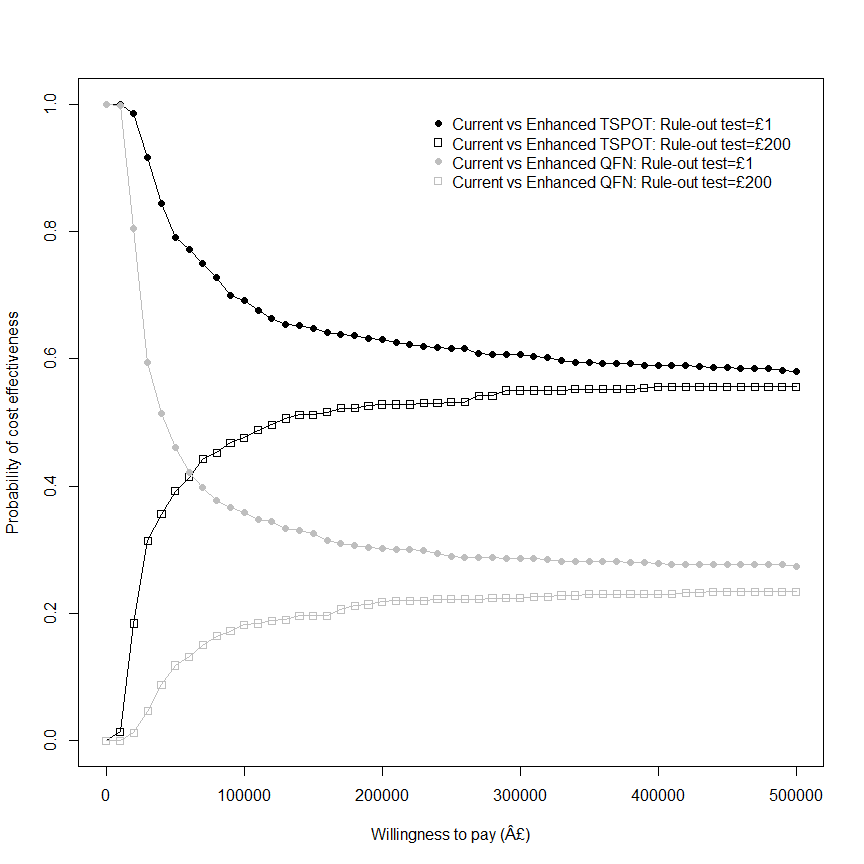 Current vs Enhanced TSPOT: Rule-out test=£1
Current vs Enhanced TSPOT: Rule-out test=£200
Current vs Enhanced QFN: Rule-out test=£1
Current vs Enhanced QFN: Rule-out test=£200
Probability of cost effectiveness
1.0
0.8
0.6
0.4
0.2
0.0
0 100000 200000 300000 400000 500000
Willingness to pay (Â£)